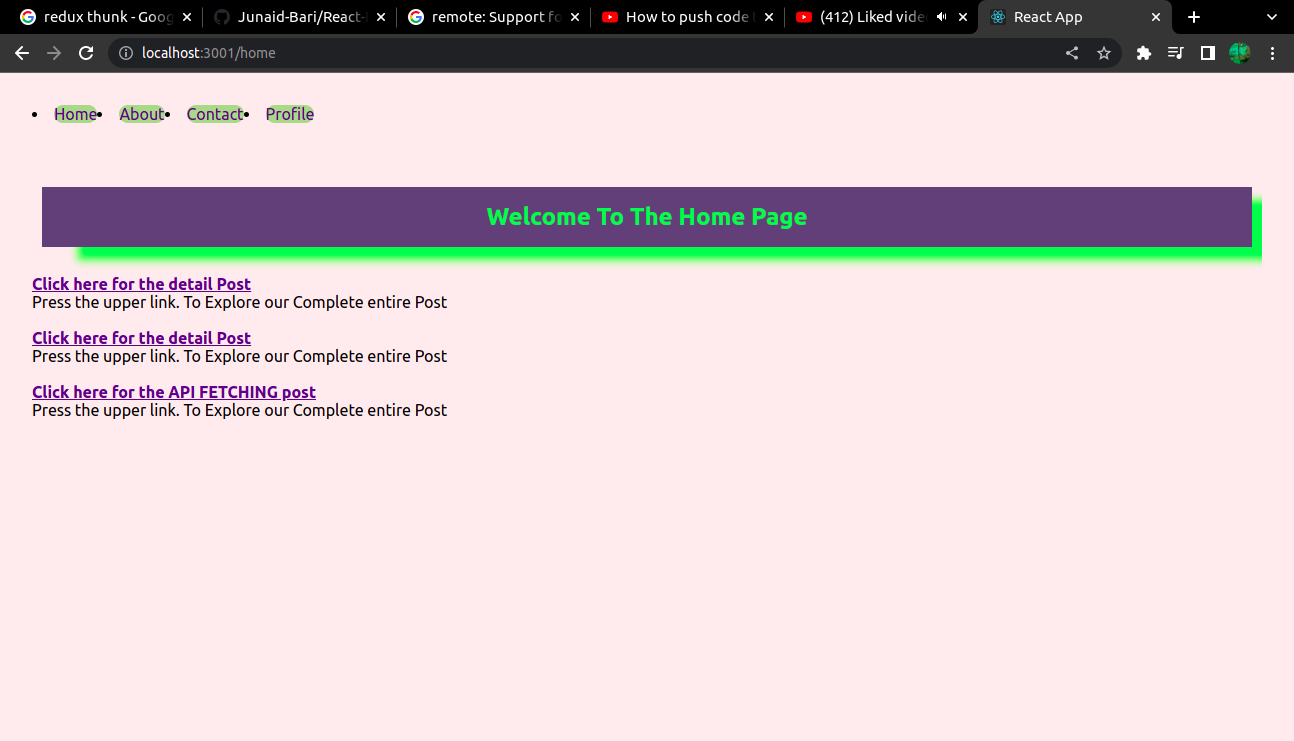 redux thunk - Goog
Junaid-Bari/React-
remote: Support fo
How to push code
(412) Liked vide
React App
localhost:3001/home
Home
About
Contact
Profile
Welcome To The Home Page
Click here for the detail Post
Press the upper link. To Explore our Complete entire Post
Click here for the detail Post
Press the upper link. To Explore our Complete entire Post
Click here for the API FETCHING post
Press the upper link. To Explore our Complete entire Post